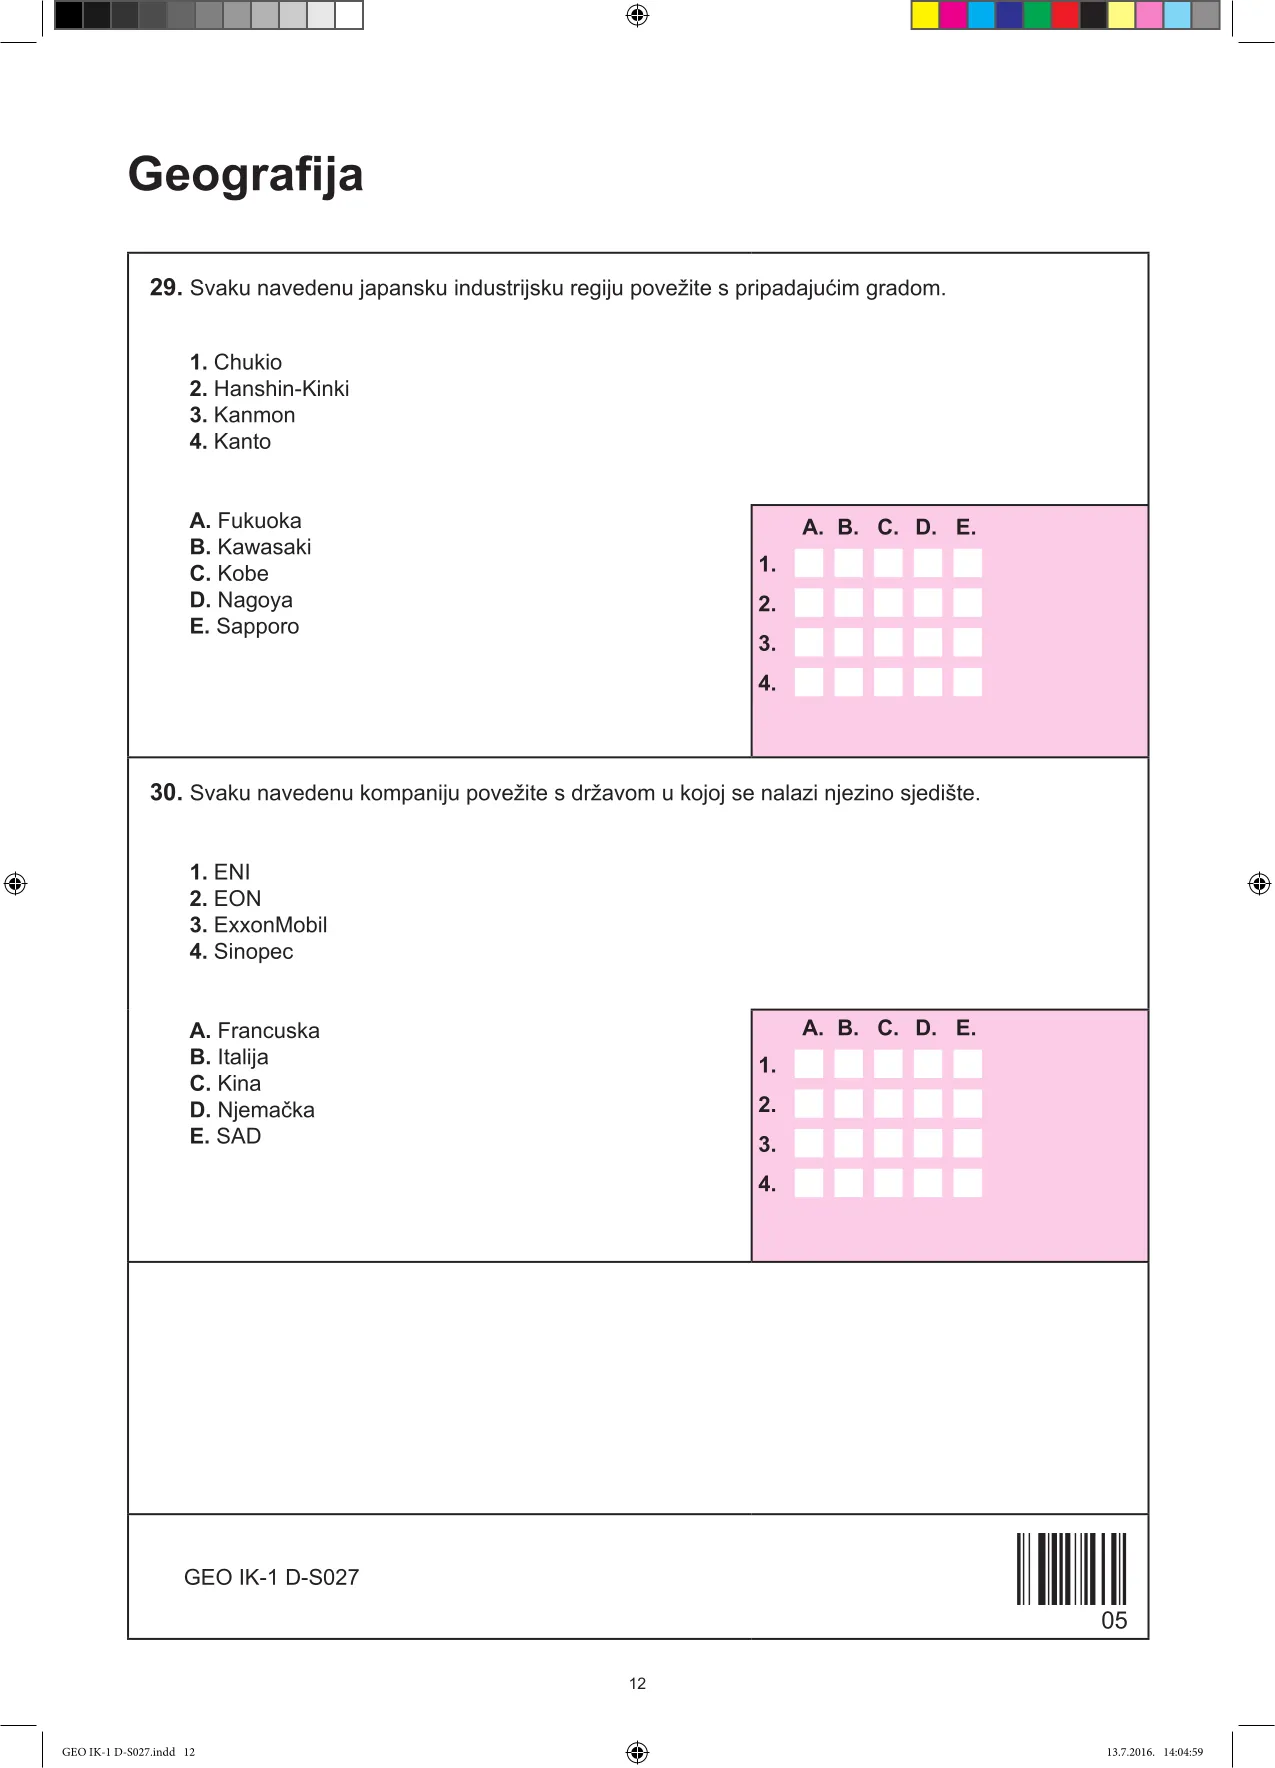 Geografija
29. Svaku navedenu japansku industrijsku regiju povežite s pripadajućim gradom.
1. Chukio
2. Hanshin-Kinki
3. Kanmon
4. Kanto
A. Fukuoka
B. Kawasaki
C. Kobe
D. Nagoya
E. Sapporo
A. B. C. D. E.
1.
2.
3.
4.
30. Svaku navedenu kompaniju povežite s državom u kojoj se nalazi njezino sjedište.
1. ENI
2. EON
3. ExxonMobil
4. Sinopec
A. Francuska
B. Italija
C. Kina
D. Njemačka
E. SAD
A. B. C. D. E.
1.
2.
3.
4.
GEO IK-1 D-S027
05
12
GEO IK-1 D-S027.indd 12
13.7.2016. 14:04:59